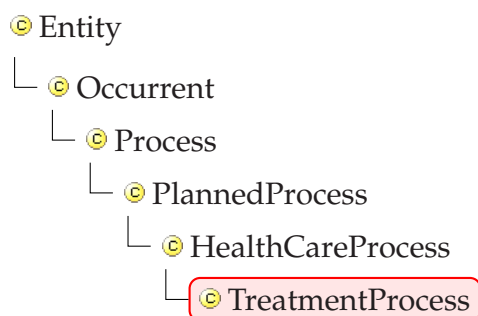 Entity
Occurrent
Process
PlannedProcess
HealthCareProcess
TreatmentProcess